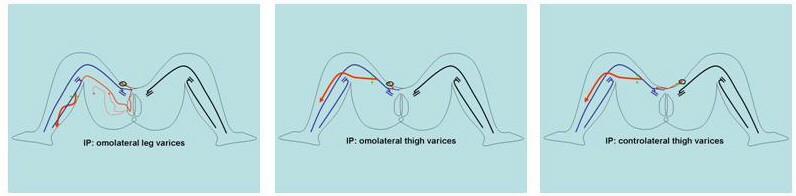 IP: omolateral leg varices
IP: omolateral thigh varices
IP: controlateral thigh varices